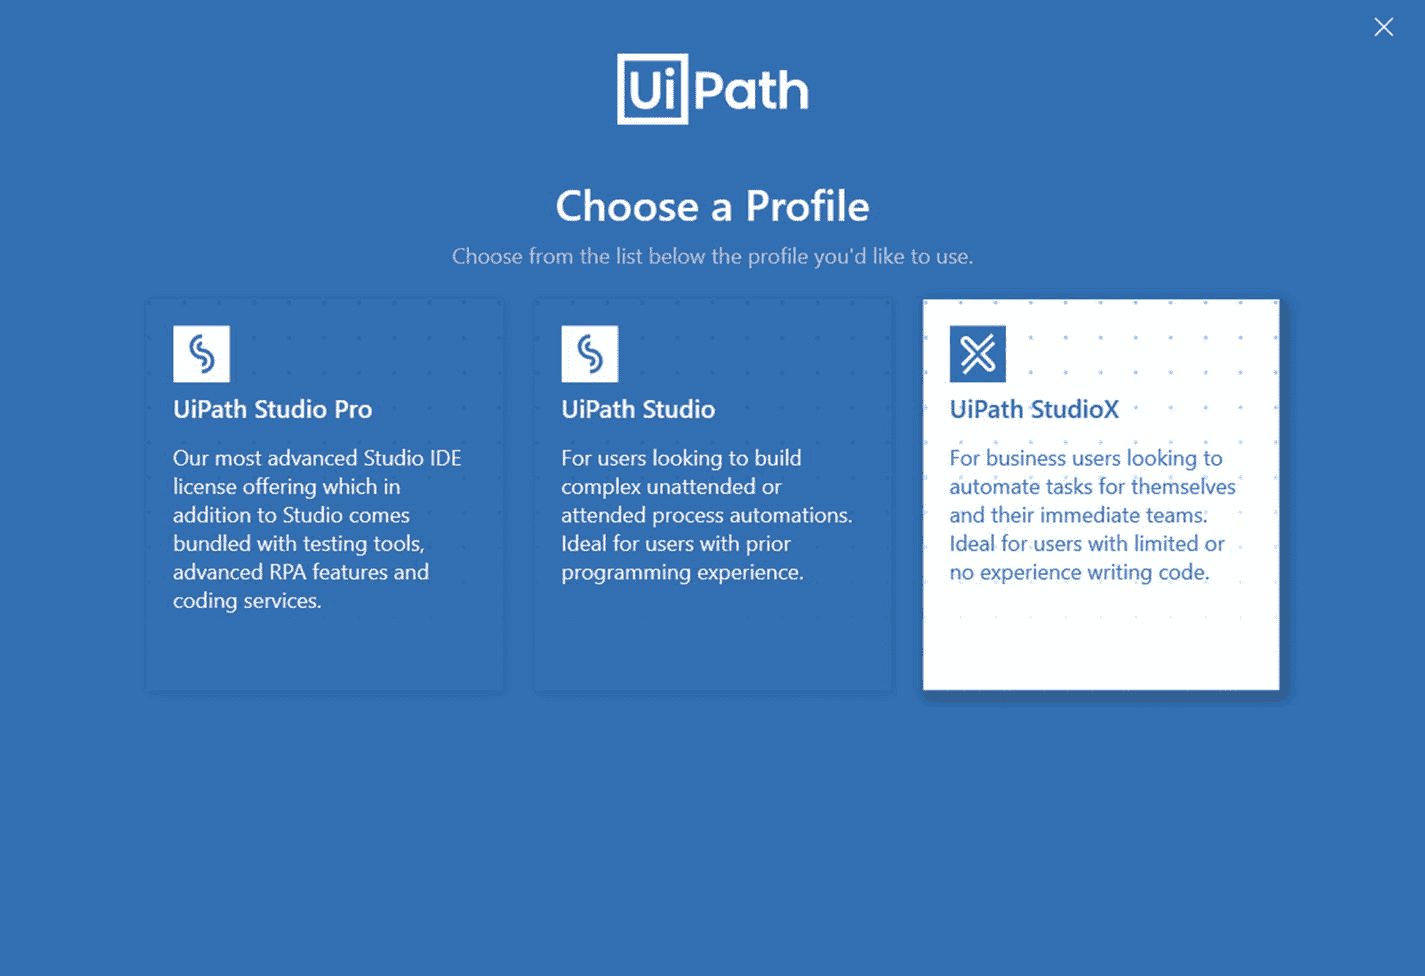 UiPath
Choose a Profile
Choose from the list below the profile you'd like to use.
UiPath Studio Pro
Our most advanced Studio IDE
license offering which in
addition to Studio comes
bundled with testing tools,
advanced RPA features and
coding services.
UiPath Studio
For users looking to build
complex unattended or
attended process automations.
Ideal for users with prior
programming experience.
UiPath StudioX
For business users looking to
automate tasks for themselves
and their immediate teams.
Ideal for users with limited or
no experience writing code.